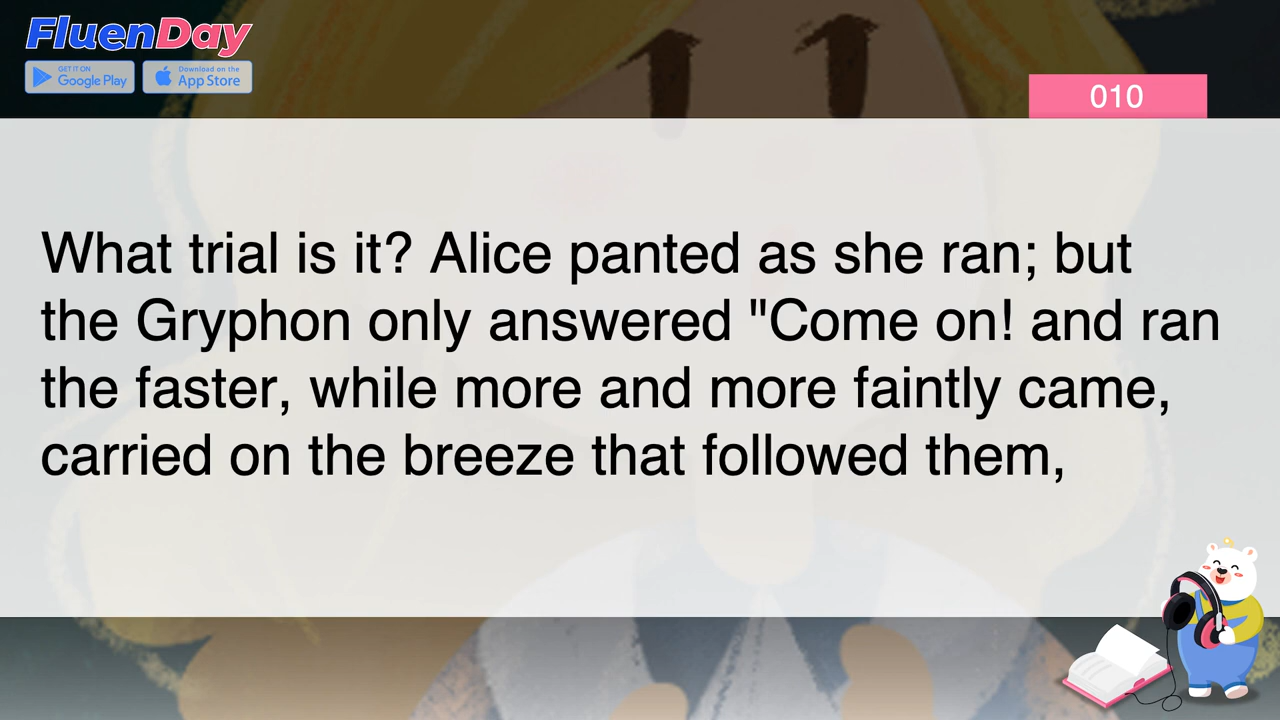 FluenDay
GET IT ON
Google Play
Download on the
App Store
010
What trial is it? Alice panted as she ran; but
the Gryphon only answered "Come on! and ran
the faster, while more and more faintly came,
carried on the breeze that followed them,